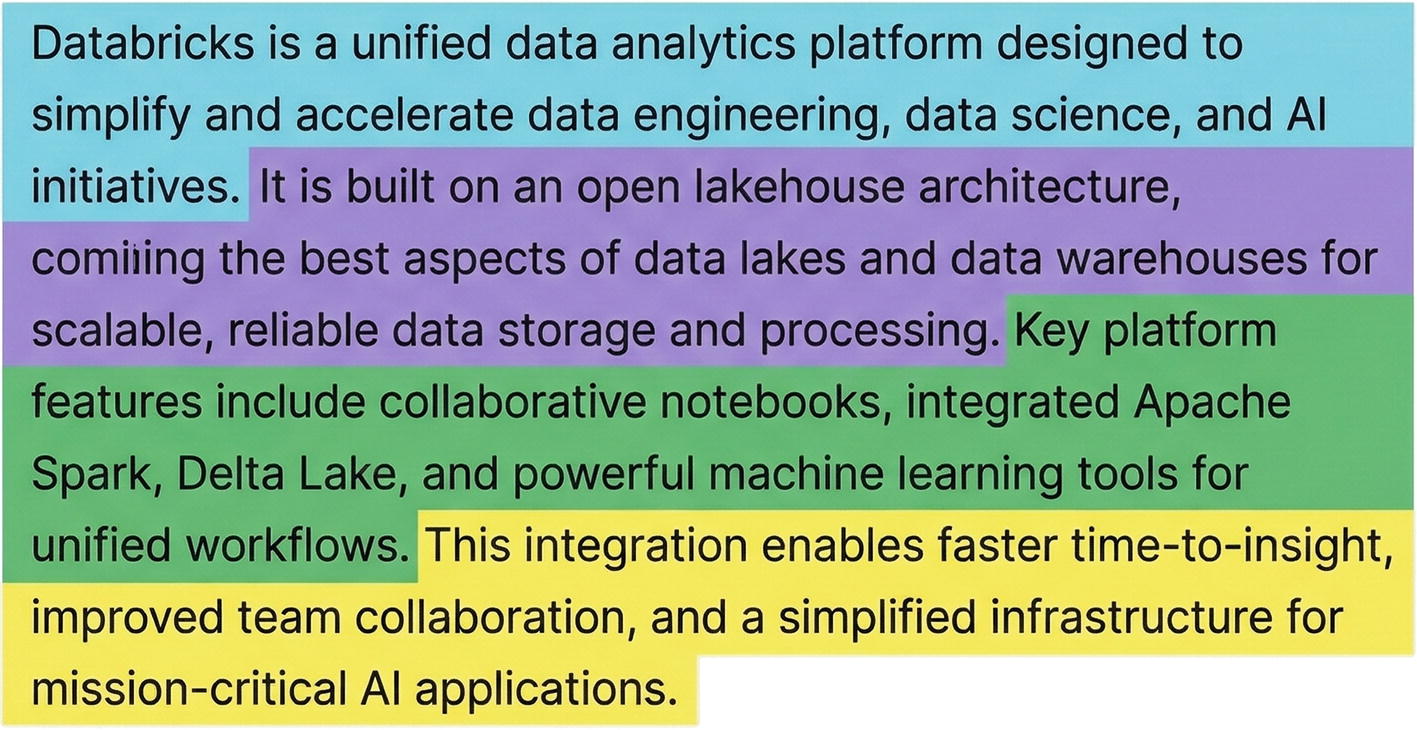 Databricks is a unified data analytics platform designed to
simplify and accelerate data engineering, data science, and AI
initiatives. It is built on an open lakehouse architecture,
the best aspects of data lakes and data warehouses for
scalable, reliable data storage and processing. Key platform
features include collaborative notebooks, integrated Apache
Spark, Delta Lake, and powerful machine learning tools for
unified workflows. This integration enables faster time-to-insight,
improved team collaboration, and a simplified infrastructure for
mission-critical AI applications.